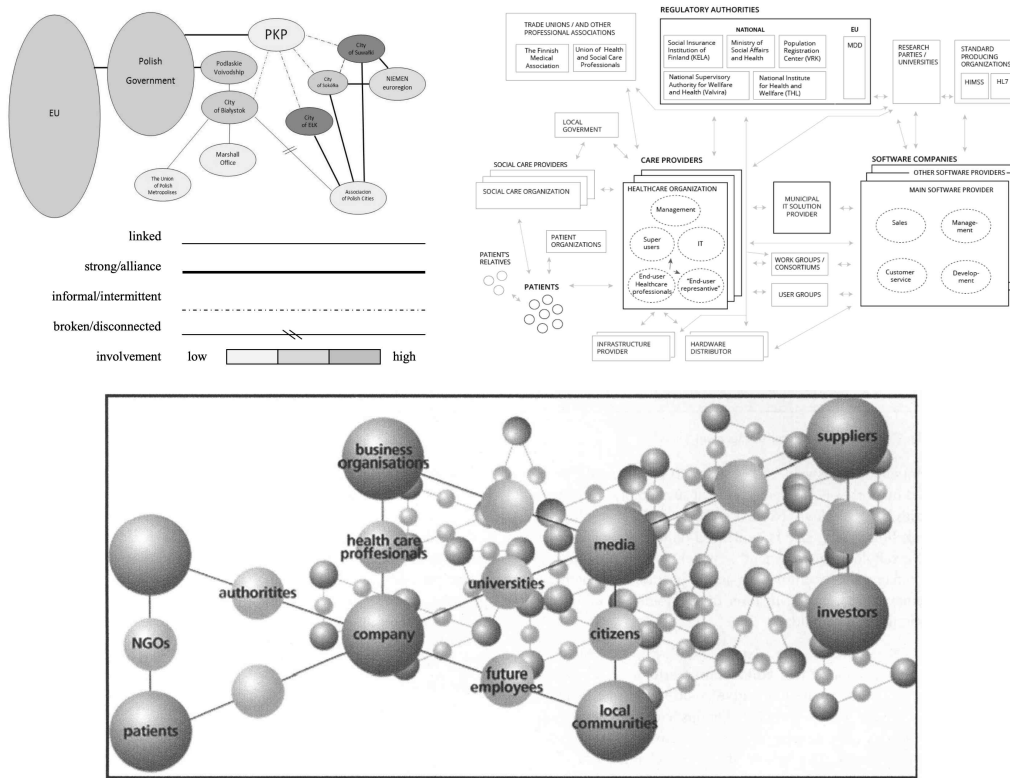 EU
Polish
Government
PKP
Podlaskie
Voivodship
City
of Białystok
Marshall
Office
The Union
of Polish
Metropolises
City
of Suwalki
City
of Sokółka
NIEMEN
euroregion
City
of EŁK
Association
of Polish Cities
linked
strong/alliance
informal/intermittent
broken/disconnected
involvement low high
REGULATORY AUTHORITIES
TRADE UNIONS / AND OTHER
PROFESSIONAL ASSOCIATIONS
The Finnish
Medical
Association
Union of Health
and Social Care
Professionals
NATIONAL
Social Insurance
Institution of
Finland (KELA)
Ministry of
Social Affairs
and Health
Population
Registration
Center (VRK)
National Supervisory
Authority for Wellfare
and Health (Valvira)
National Institute
for Health and
Wellfare (THL)
EU
MDD
RESEARCH
PARTIES /
UNIVERSITIES
STANDARD
PRODUCING
ORGANIZATIONS
HIMSS
HL7
LOCAL
GOVERMENT
SOCIAL CARE PROVIDERS
SOCIAL CARE ORGANIZATION
CARE PROVIDERS
HEALTHCARE ORGANIZATION
Management
Super
users
IT
End-user
Healthcare
professionals
"End-user
represantive"
PATIENT
ORGANIZATIONS
PATIENT'S
RELATIVES
PATIENTS
MUNICIPAL
IT SOLUTION
PROVIDER
WORK GROUPS /
CONSORTIUMS
USER GROUPS
SOFTWARE COMPANIES
OTHER SOFTWARE PROVIDERS
MAIN SOFTWARE PROVIDER
Sales
Manage-
ment
Customer
service
Develop-
ment
INFRASTRUCTURE
PROVIDER
HARDWARE
DISTRIBUTOR
business
organisations
suppliers
health care
proffesionals
media
universities
authoritites
investors
NGOs
company
citizens
future
employees
local
communities
patients